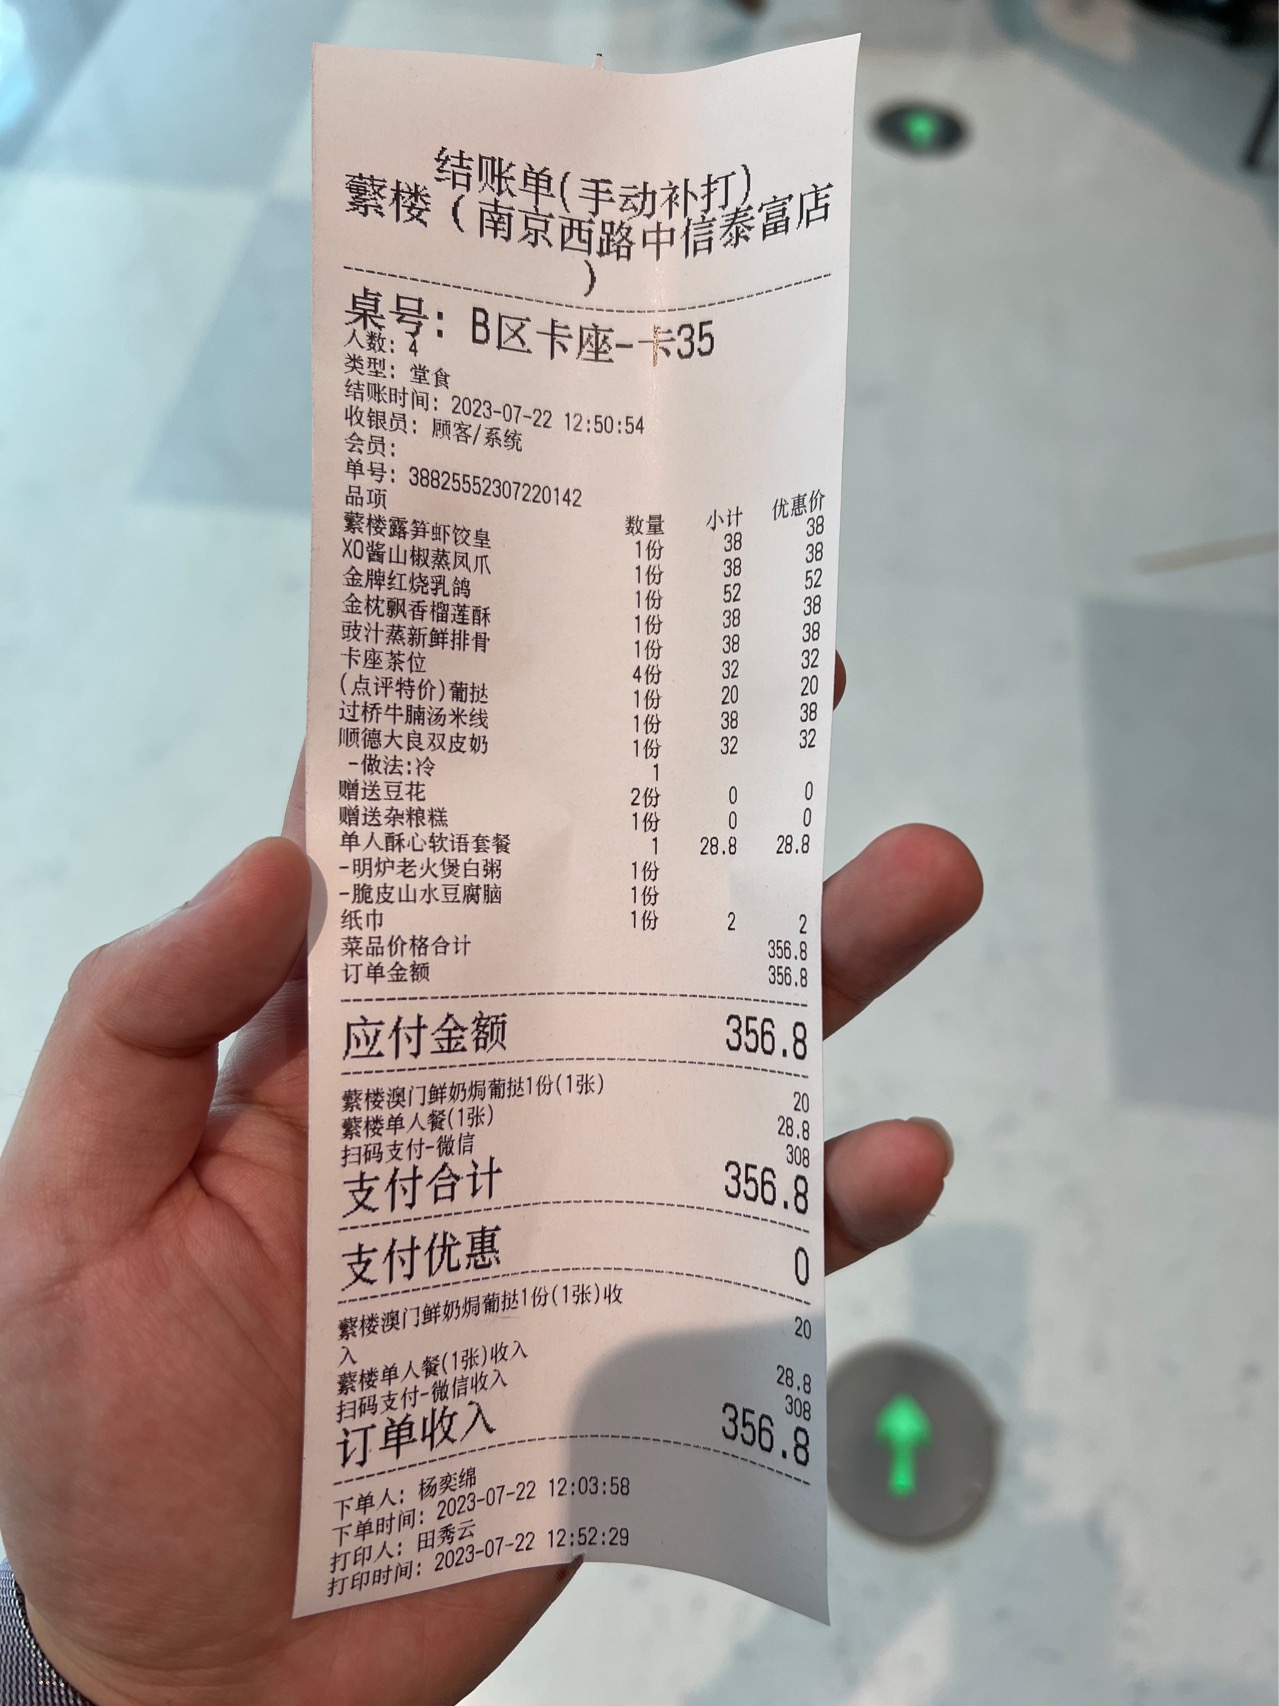 结账单(手动补打)
蘩楼（南京西路中信泰富店
）
桌号: B区卡座-卡35
人数: 4
类型: 堂食
结账时间: 2023-07-22 12:50:54
收银员: 顾客/系统
会员:
单号: 38825552307220142
品项 数量 小计 优惠价
蘩楼露笋虾饺皇 1份 38 38
XO酱山椒蒸凤爪 1份 38 38
金牌红烧乳鸽 1份 52 52
金枕飘香榴莲酥 1份 38 38
豉汁蒸新鲜排骨 1份 38 38
卡座茶位 4份 32 32
(点评特价)葡挞 1份 20 20
过桥牛腩汤米线 1份 38 38
顺德大良双皮奶 1份 32 32
-做法:冷 1
赠送豆花 2份 0 0
赠送杂粮糕 1份 0 0
单人酥心软语套餐 1 28.8 28.8
-明炉老火煲白粥 1份
-脆皮山水豆腐脑 1份
纸巾 1份 2 2
菜品价格合计 356.8
订单金额 356.8
应付金额 356.8
蘩楼澳门鲜奶焗葡挞1份(1张) 20
蘩楼单人餐(1张) 28.8
扫码支付-微信 308
支付合计 356.8
支付优惠 0
蘩楼澳门鲜奶焗葡挞1份(1张)收 20
入
蘩楼单人餐(1张)收入 28.8
扫码支付-微信收入 308
订单收入 356.8
下单人: 杨奕绵
下单时间: 2023-07-22 12:03:58
打印人: 田秀云
打印时间: 2023-07-22 12:52:29